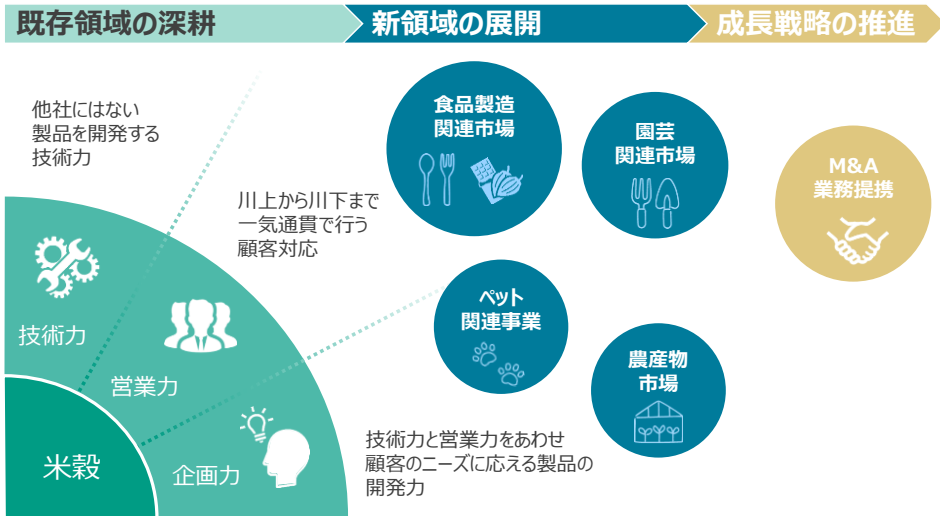 既存領域の深耕
新領域の展開
成長戦略の推進
他社にはない
製品を開発する
技術力
川上から川下まで
一気通貫で行う
顧客対応
技術力と営業力をあわせ
顧客のニーズに応える製品の
開発力
技術力
営業力
企画力
米穀
食品製造
関連市場
園芸
関連市場
ペット
関連事業
農産物
市場
M&A
業務提携